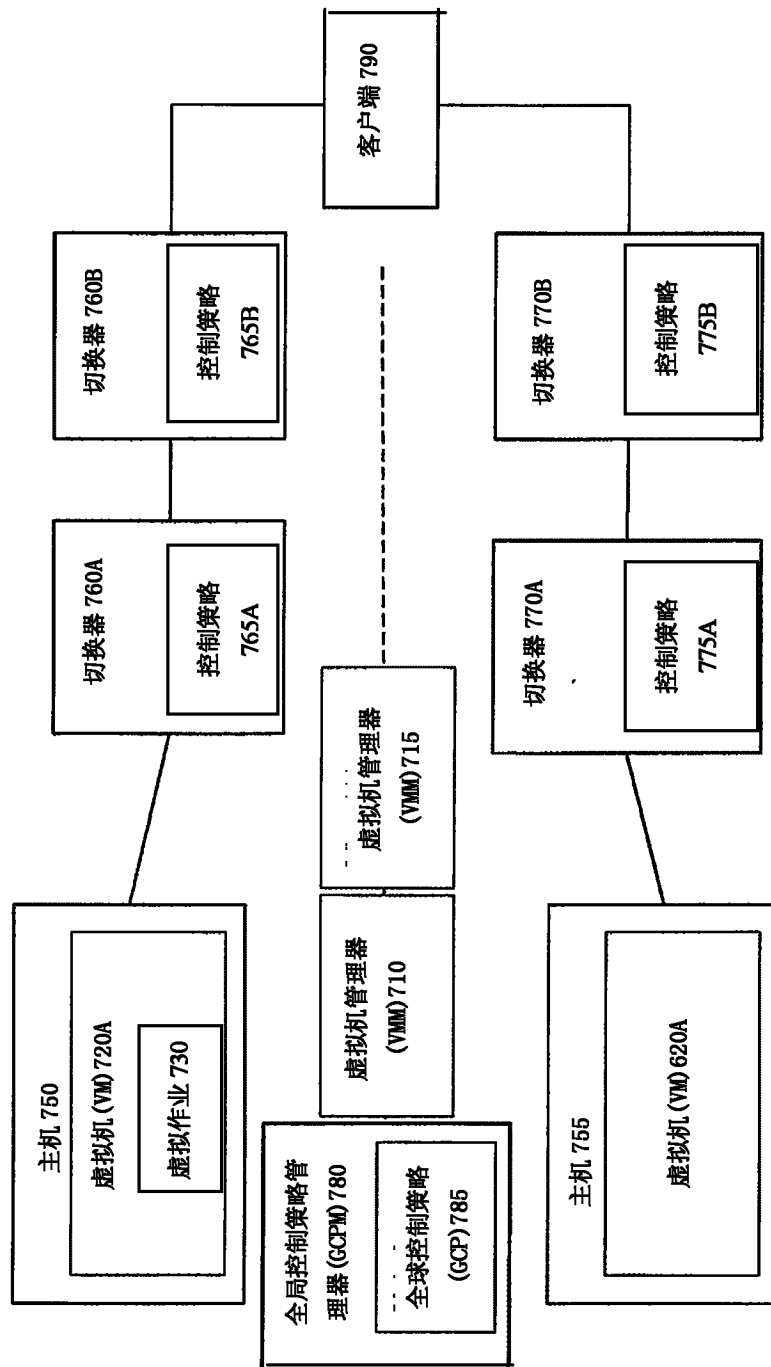 主机 750
虚拟机 (VM) 720A
虚拟作业 730
切换器 760A
控制策略
765A
切换器 760B
控制策略
765B
全局控制策略管
理器 (GCPM) 780
全球控制策略
(GCP) 785
虚拟机管理器
(VMM) 710
虚拟机管理器
(VMM) 715
客户端 790
主机 755
虚拟机 (VM) 620A
切换器 770A
控制策略
775A
切换器 770B
控制策略
775B